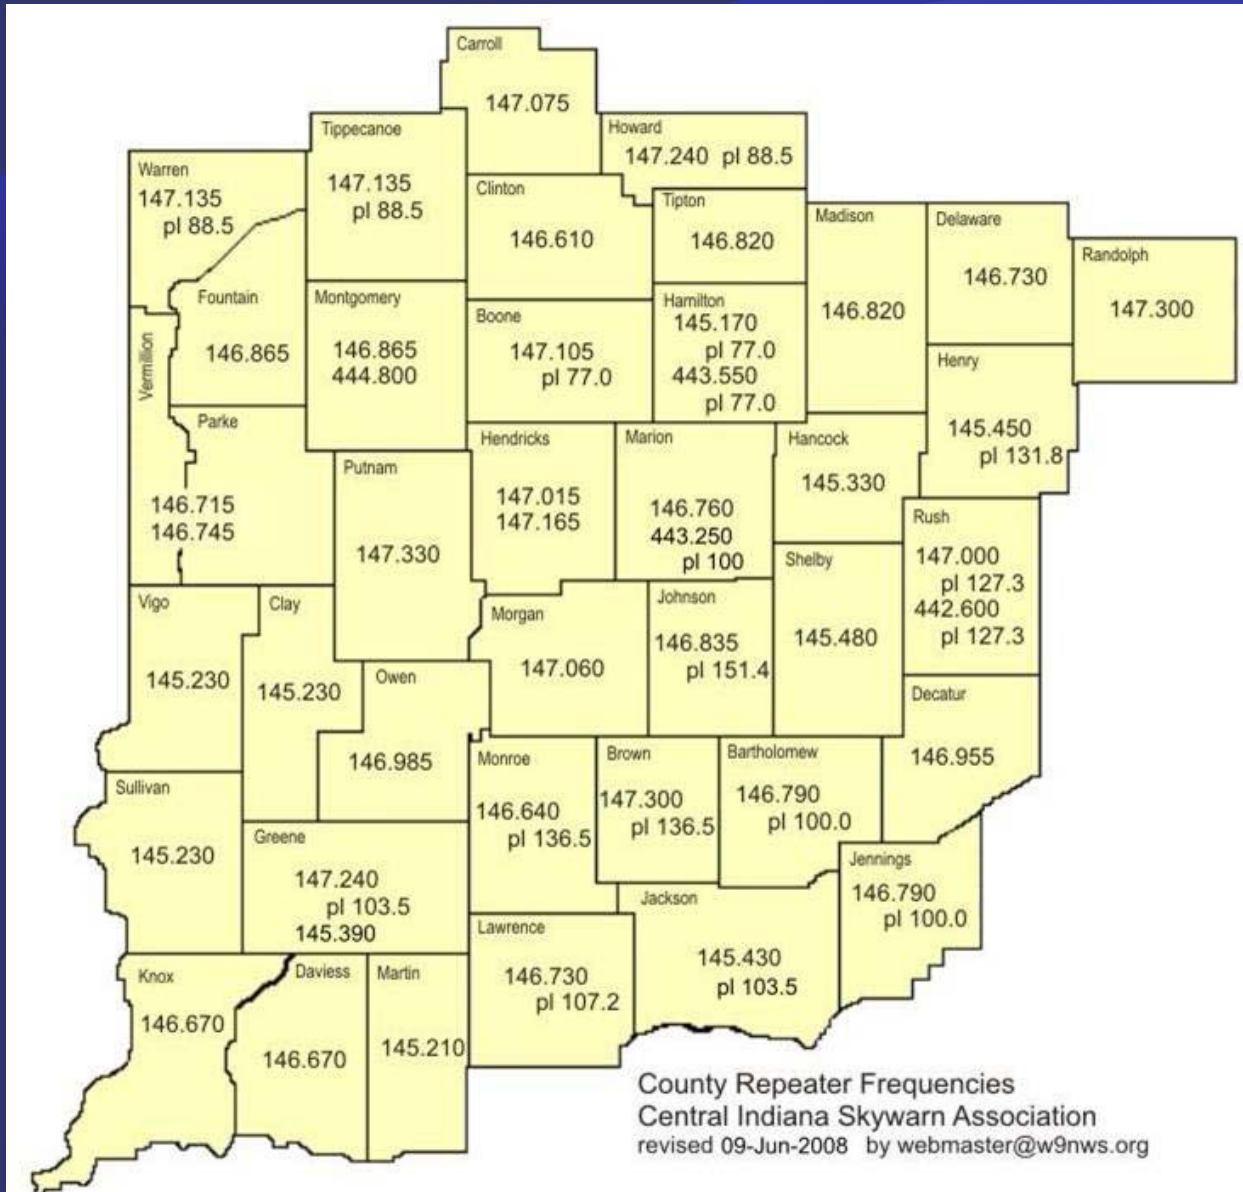 Carroll
147.075
Howard
147.240 pl 88.5
Tippecanoe
147.135
pl 88.5
Warren
147.135
pl 88.5
Clinton
146.610
Tipton
146.820
Madison
146.820
Delaware
146.730
Randolph
147.300
Fountain
146.865
Montgomery
146.865
444.800
Boone
147.105
pl 77.0
Hamilton
145.170
pl 77.0
443.550
pl 77.0
Henry
145.450
pl 131.8
Vermillion
Parke
146.715
146.745
Putnam
147.330
Hendricks
147.015
147.165
Marion
146.760
443.250
pl 100
Hancock
145.330
Rush
147.000
pl 127.3
442.600
pl 127.3
Shelby
145.480
Vigo
145.230
Clay
145.230
Morgan
147.060
Johnson
146.835
pl 151.4
Owen
146.985
Decatur
146.955
Monroe
146.640
pl 136.5
Brown
147.300
pl 136.5
Bartholomew
146.790
pl 100.0
Sullivan
145.230
Greene
147.240
pl 103.5
145.390
Jennings
146.790
pl 100.0
Jackson
145.430
pl 103.5
Lawrence
146.730
pl 107.2
Knox
146.670
Daviess
146.670
Martin
145.210
County Repeater Frequencies
Central Indiana Skywarn Association
revised 09-Jun-2008 by webmaster@w9nws.org